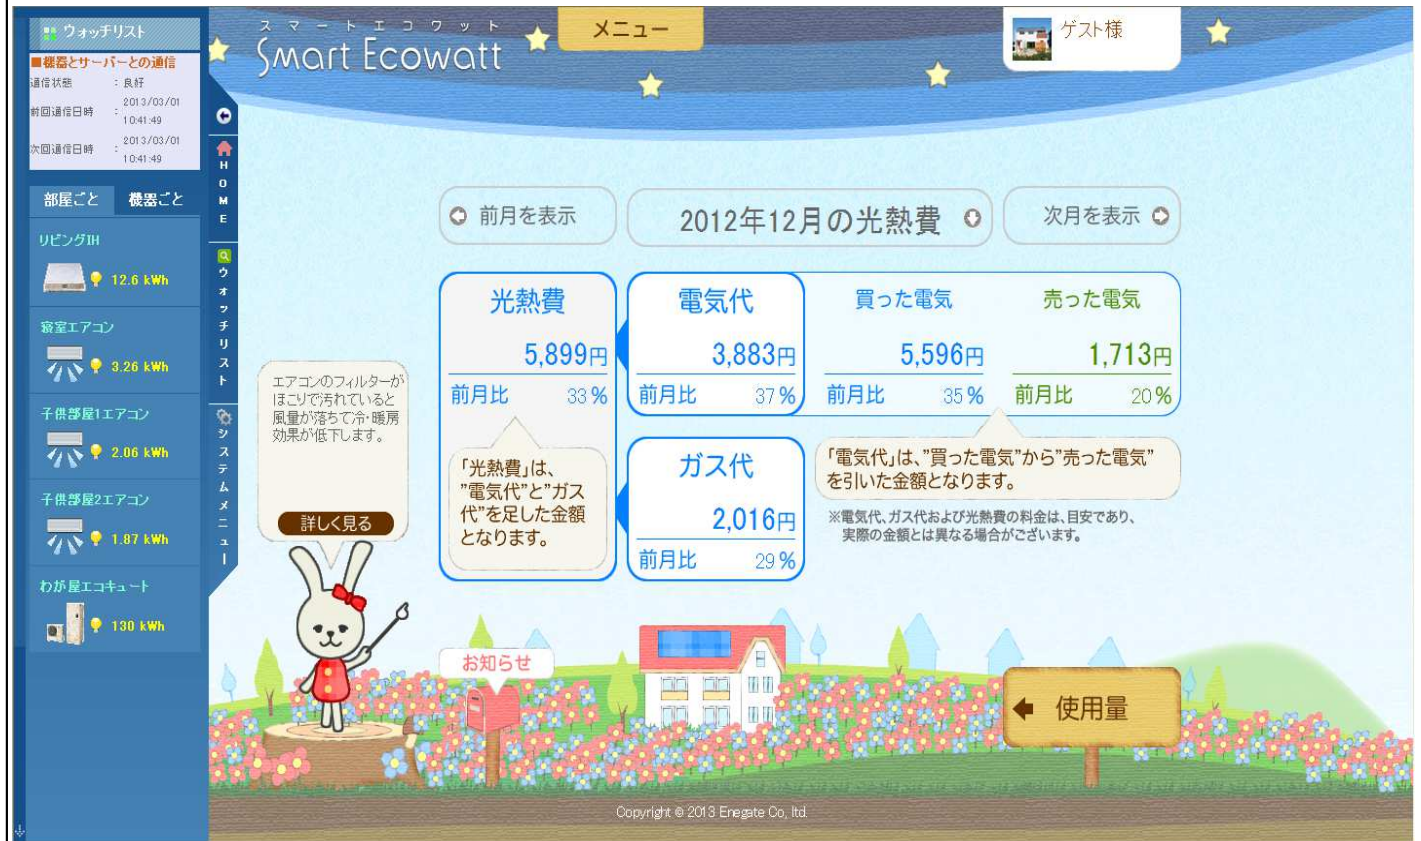 ウォッチリスト
■機器とサーバーとの通信
通信状態 : 良好
前回通信日時 : 2013/03/01
10:41:49
次回通信日時 : 2013/03/01
10:41:49
部屋ごと 機器ごと
リビングIH
12.6 kWh
寝室エアコン
3.26 kWh
子供部屋1エアコン
2.06 kWh
子供部屋2エアコン
1.87 kWh
わが屋エコキュート
130 kWh
HOME
ウォッチリスト
システムメニュー
スマートエコワット
Smart Ecowatt
メニュー
ゲスト様
前月を表示
2012年12月の光熱費
次月を表示
光熱費
5,899円
前月比 33%
「光熱費」は、
"電気代"と"ガス
代"を足した金額
となります。
電気代
3,883円
前月比 37%
買った電気
5,596円
前月比 35%
売った電気
1,713円
前月比 20%
「電気代」は、"買った電気"から"売った電気"
を引いた金額となります。
※電気代、ガス代および光熱費の料金は、目安であり、
実際の金額とは異なる場合がございます。
ガス代
2,016円
前月比 29%
エアコンのフィルターが
ほこりで汚れていると
風量が落ちて冷・暖房
効果が低下します。
詳しく見る
お知らせ
使用量
Copyright © 2013 Enegate Co, ltd.